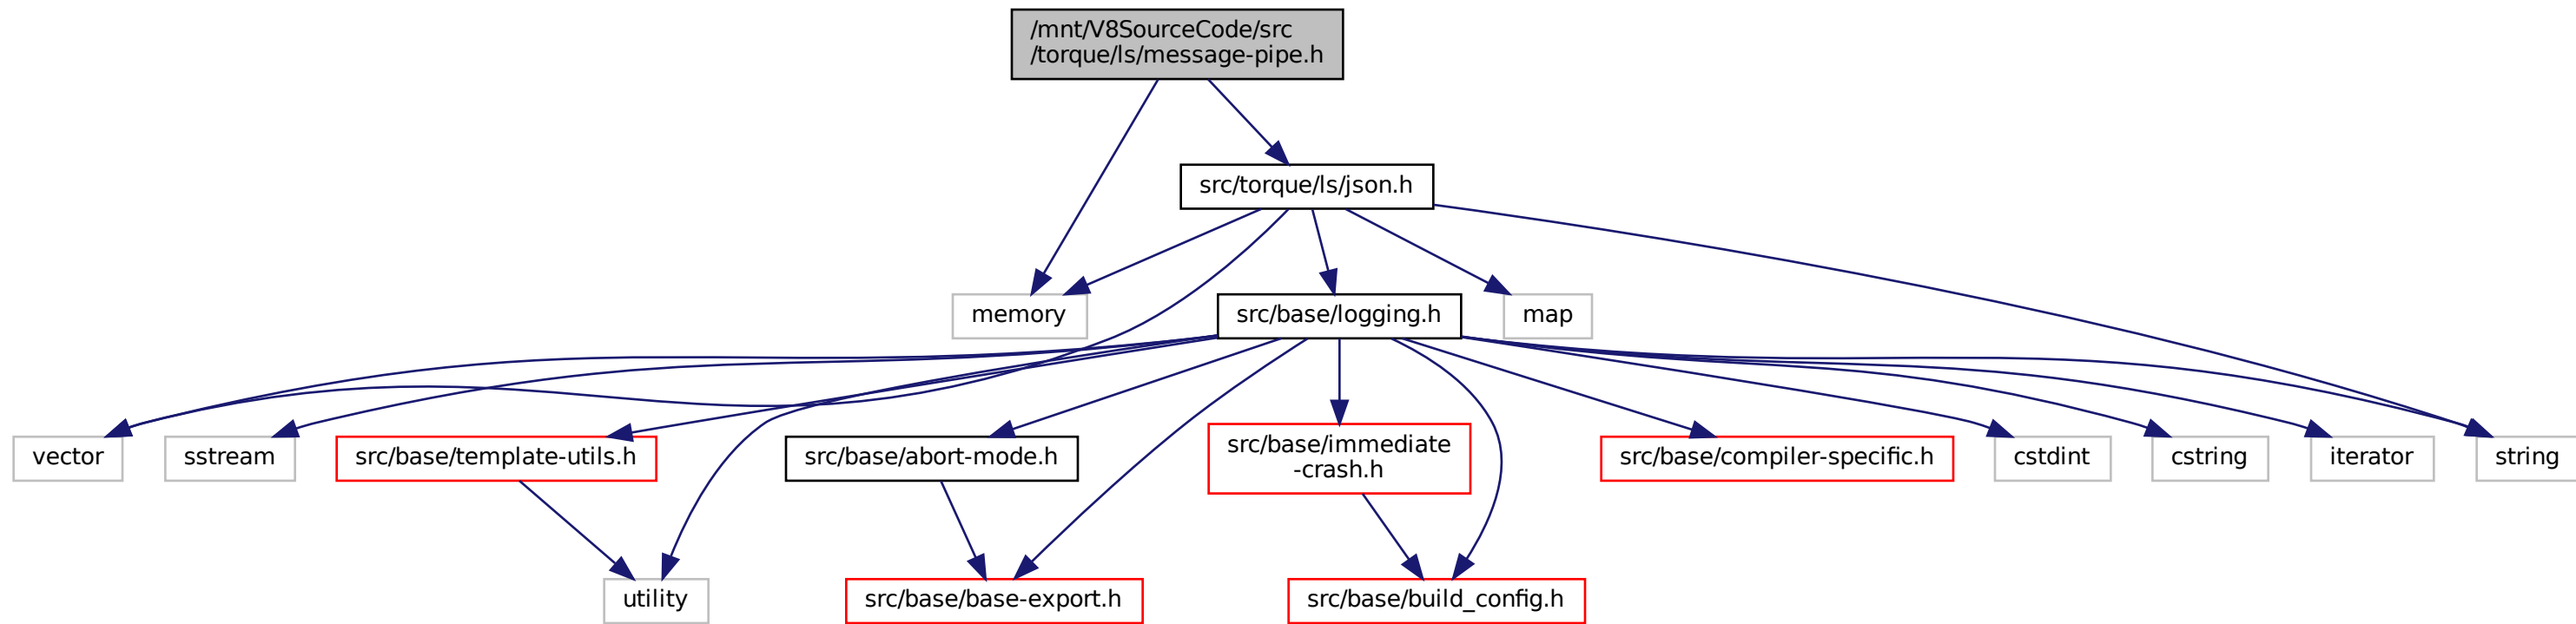 /mnt/V8SourceCode/src
/torque/ls/message-pipe.h
src/torque/ls/json.h
memory
src/base/logging.h
map
vector
sstream
src/base/template-utils.h
src/base/abort-mode.h
src/base/immediate
-crash.h
src/base/compiler-specific.h
cstdint
cstring
iterator
string
utility
src/base/base-export.h
src/base/build_config.h